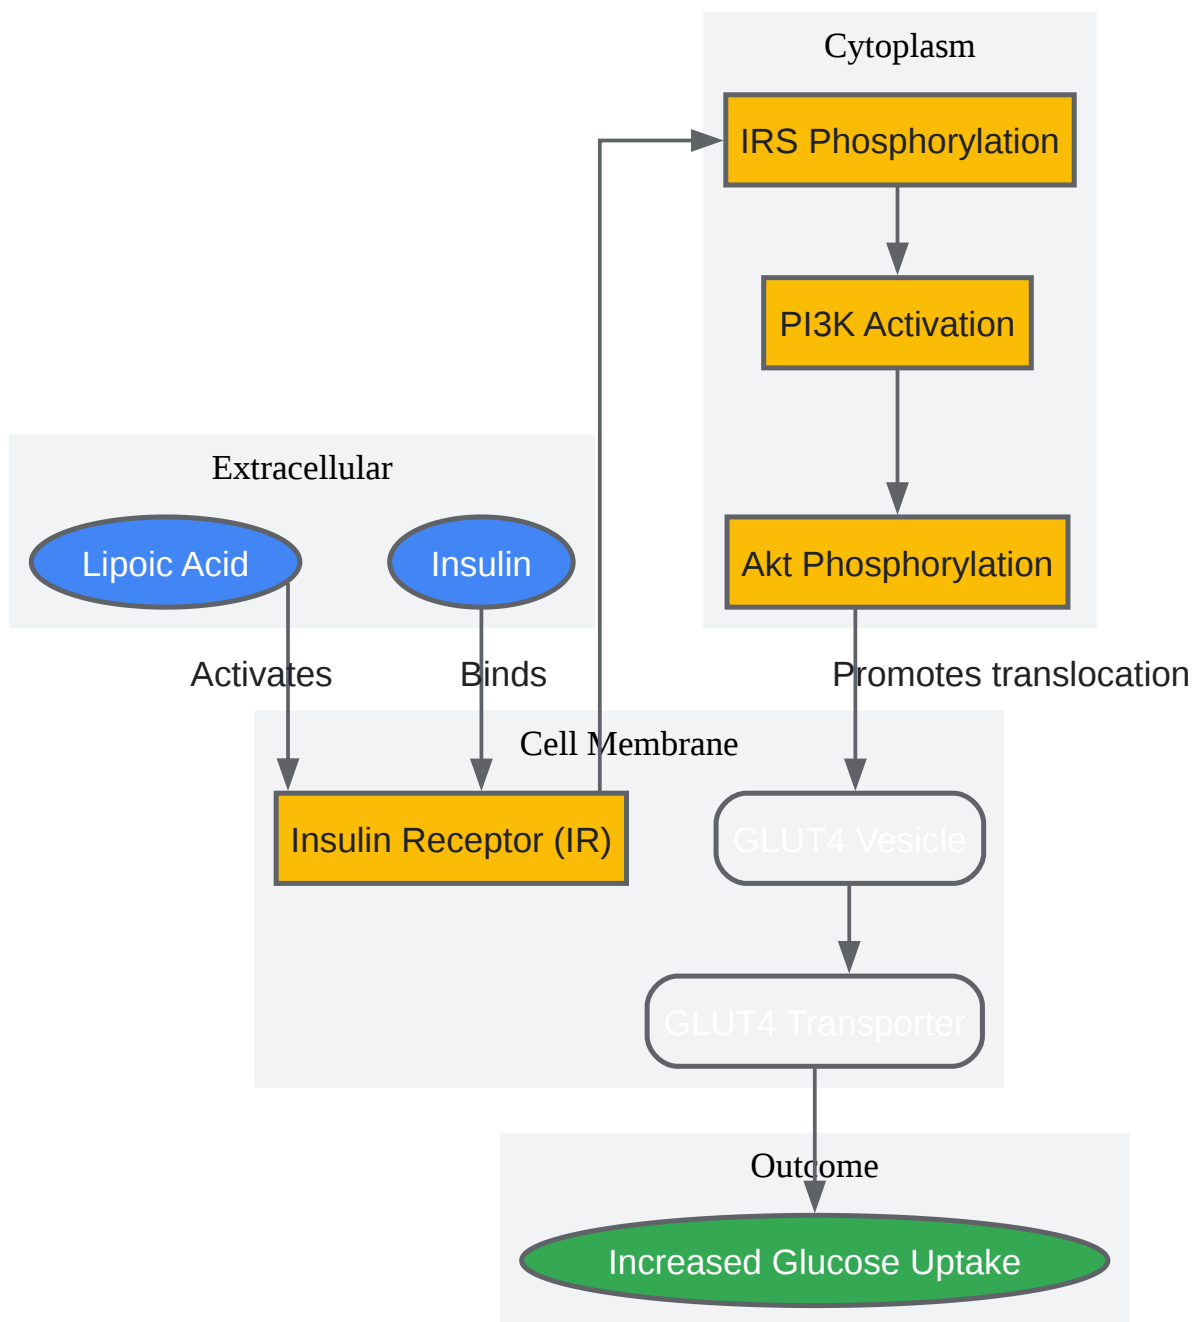 Cytoplasm
IRS Phosphorylation
PI3K Activation
Extracellular
Lipoic Acid
Insulin
Akt Phosphorylation
Activates
Binds
Promotes translocation
Cell Membrane
Insulin Receptor (IR)
GLUT4 Vesicle
GLUT4 Transporter
Outcome
Increased Glucose Uptake